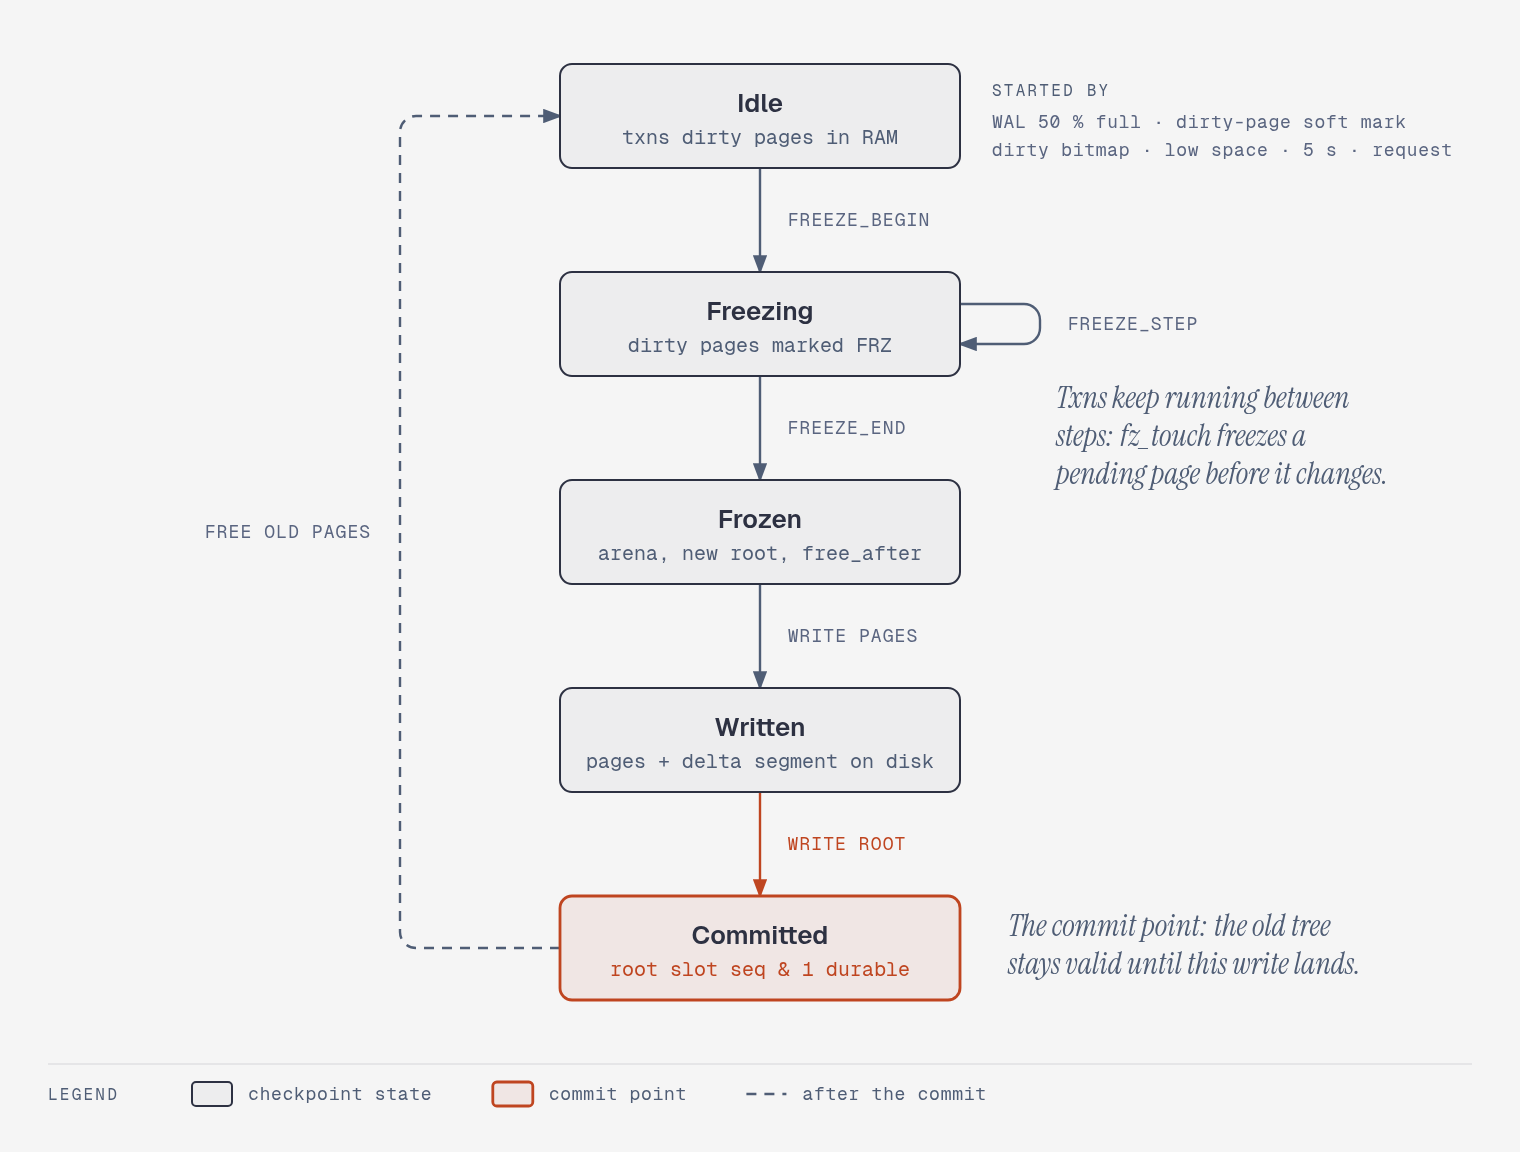 Idle
txns dirty pages in RAM
STARTED BY
WAL 50 % full · dirty-page soft mark
dirty bitmap · low space · 5 s · request
FREEZE_BEGIN
Freezing
dirty pages marked FRZ
FREEZE_STEP
Txns keep running between
steps: fz_touch freezes a
pending page before it changes.
FREEZE_END
Frozen
arena, new root, free_after
FREE OLD PAGES
WRITE PAGES
Written
pages + delta segment on disk
WRITE ROOT
Committed
root slot seq & 1 durable
The commit point: the old tree
stays valid until this write lands.
LEGEND
checkpoint state
commit point
after the commit